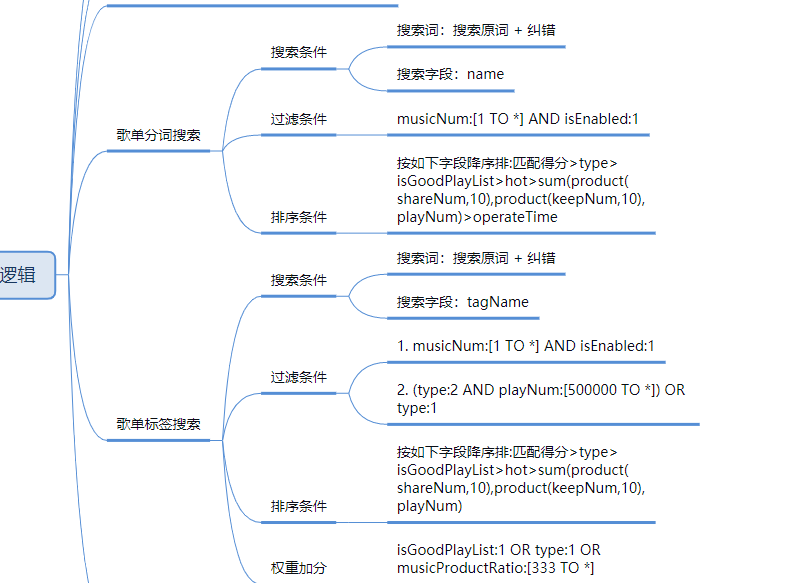 逻辑
歌单分词搜索
搜索条件
搜索词：搜索原词 + 纠错
搜索字段：name
过滤条件
musicNum:[1 TO *] AND isEnabled:1
排序条件
按如下字段降序排:匹配得分>type>
isGoodPlayList>hot>sum(product(
shareNum,10),product(keepNum,10),
playNum)>operateTime
歌单标签搜索
搜索条件
搜索词：搜索原词 + 纠错
搜索字段：tagName
过滤条件
1. musicNum:[1 TO *] AND isEnabled:1
2. (type:2 AND playNum:[500000 TO *]) OR
type:1
排序条件
按如下字段降序排:匹配得分>type>
isGoodPlayList>hot>sum(product(
shareNum,10),product(keepNum,10),
playNum)
权重加分
isGoodPlayList:1 OR type:1 OR
musicProductRatio:[333 TO *]